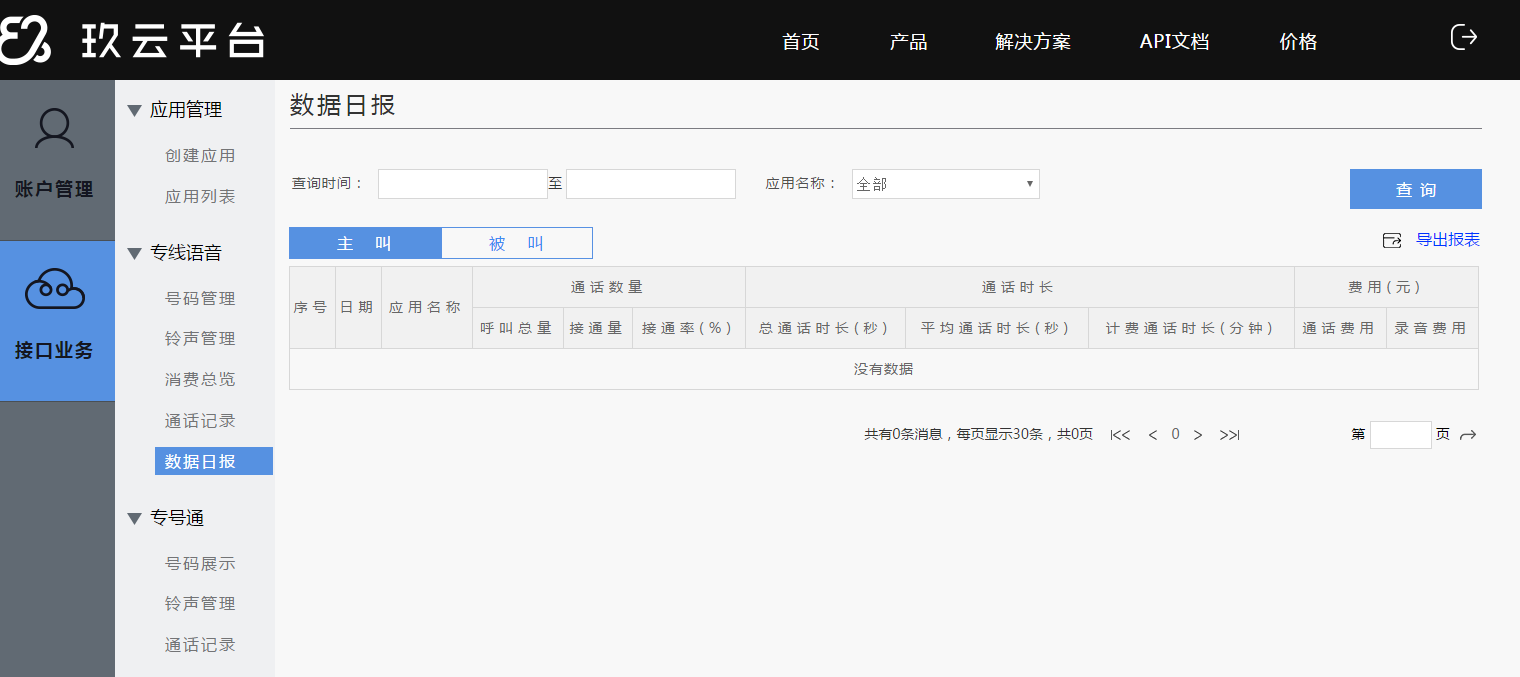 玖云平台
首页 产品 解决方案 API文档 价格
账户管理
接口业务
应用管理
创建应用
应用列表
专线语音
号码管理
铃声管理
消费总览
通话记录
数据日报
专号通
号码展示
铃声管理
通话记录
数据日报
查询时间： 至 应用名称： 全部 查询
主叫 被叫 导出报表
序号 日期 应用名称 通话数量 通话时长 费用(元)
呼叫总量 接通量 接通率(%) 总通话时长(秒) 平均通话时长(秒) 计费通话时长(分钟) 通话费用 录音费用
没有数据
共有0条消息，每页显示30条，共0页 |<< < 0 > >>| 第 页